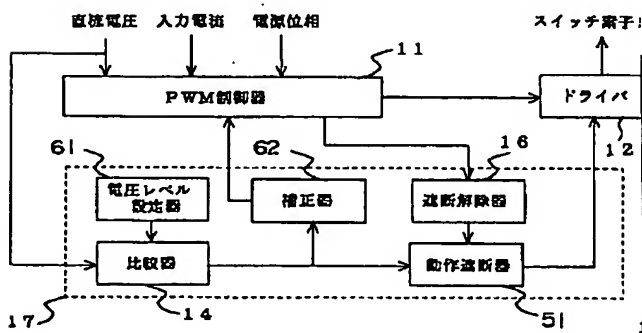 直流電圧 入力電流 電源位相 スイッチ素子
11
PWM制御器
ドライバ
12
61 62 16
電圧レベル
設定器
補正器
遮断解除器
比較器
動作遮断器
17 14 51